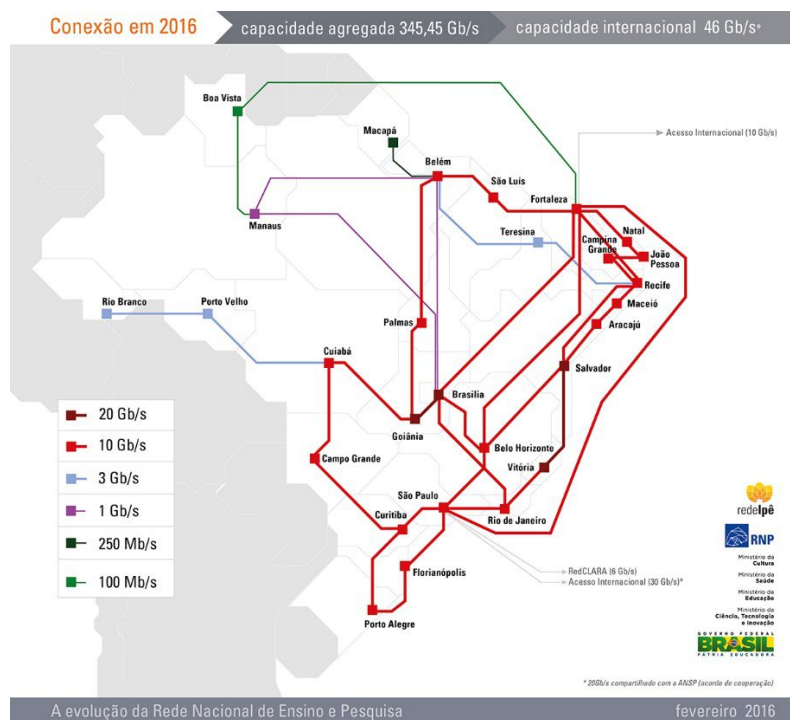 Conexão em 2016
capacidade agregada 345,45 Gb/s
capacidade internacional 46 Gb/s*
Boa Vista
Macapá
Acesso Internacional (10 Gb/s)
Belém
São Luís
Fortaleza
Manaus
Teresina
Natal
Campina
Grande
João
Pessoa
Recife
Rio Branco
Porto Velho
Maceió
Palmas
Aracajú
Cuiabá
Salvador
Brasília
20 Gb/s
10 Gb/s
3 Gb/s
1 Gb/s
250 Mb/s
100 Mb/s
Goiânia
Belo Horizonte
Campo Grande
Vitória
São Paulo
Curitiba
Rio de Janeiro
Florianópolis
RedCLARA (6 Gb/s)
Acesso Internacional (30 Gb/s)*
Porto Alegre
redeIpê
RNP
Ministério da
Cultura
Ministério da
Saúde
Ministério da
Educação
Ministério da
Ciência, Tecnologia
e Inovação
GOVERNO FEDERAL
BRASIL
PÁTRIA EDUCADORA
* 20Gb/s compartilhado com a ANSP (acordo de cooperação)
A evolução da Rede Nacional de Ensino e Pesquisa
fevereiro 2016